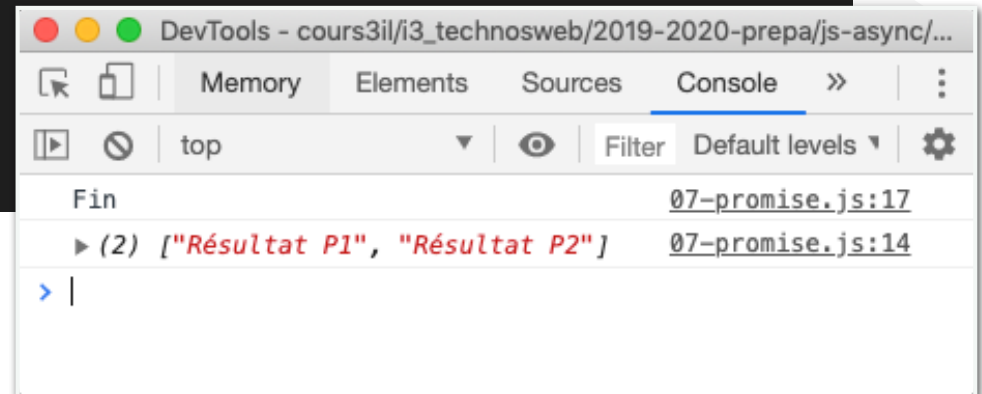 DevTools - cours3il/i3_technosweb/2019-2020-prepa/js-async/...
Memory Elements Sources Console »
top Filter Default levels
Fin 07-promise.js:17
(2) ["Résultat P1", "Résultat P2"] 07-promise.js:14
>